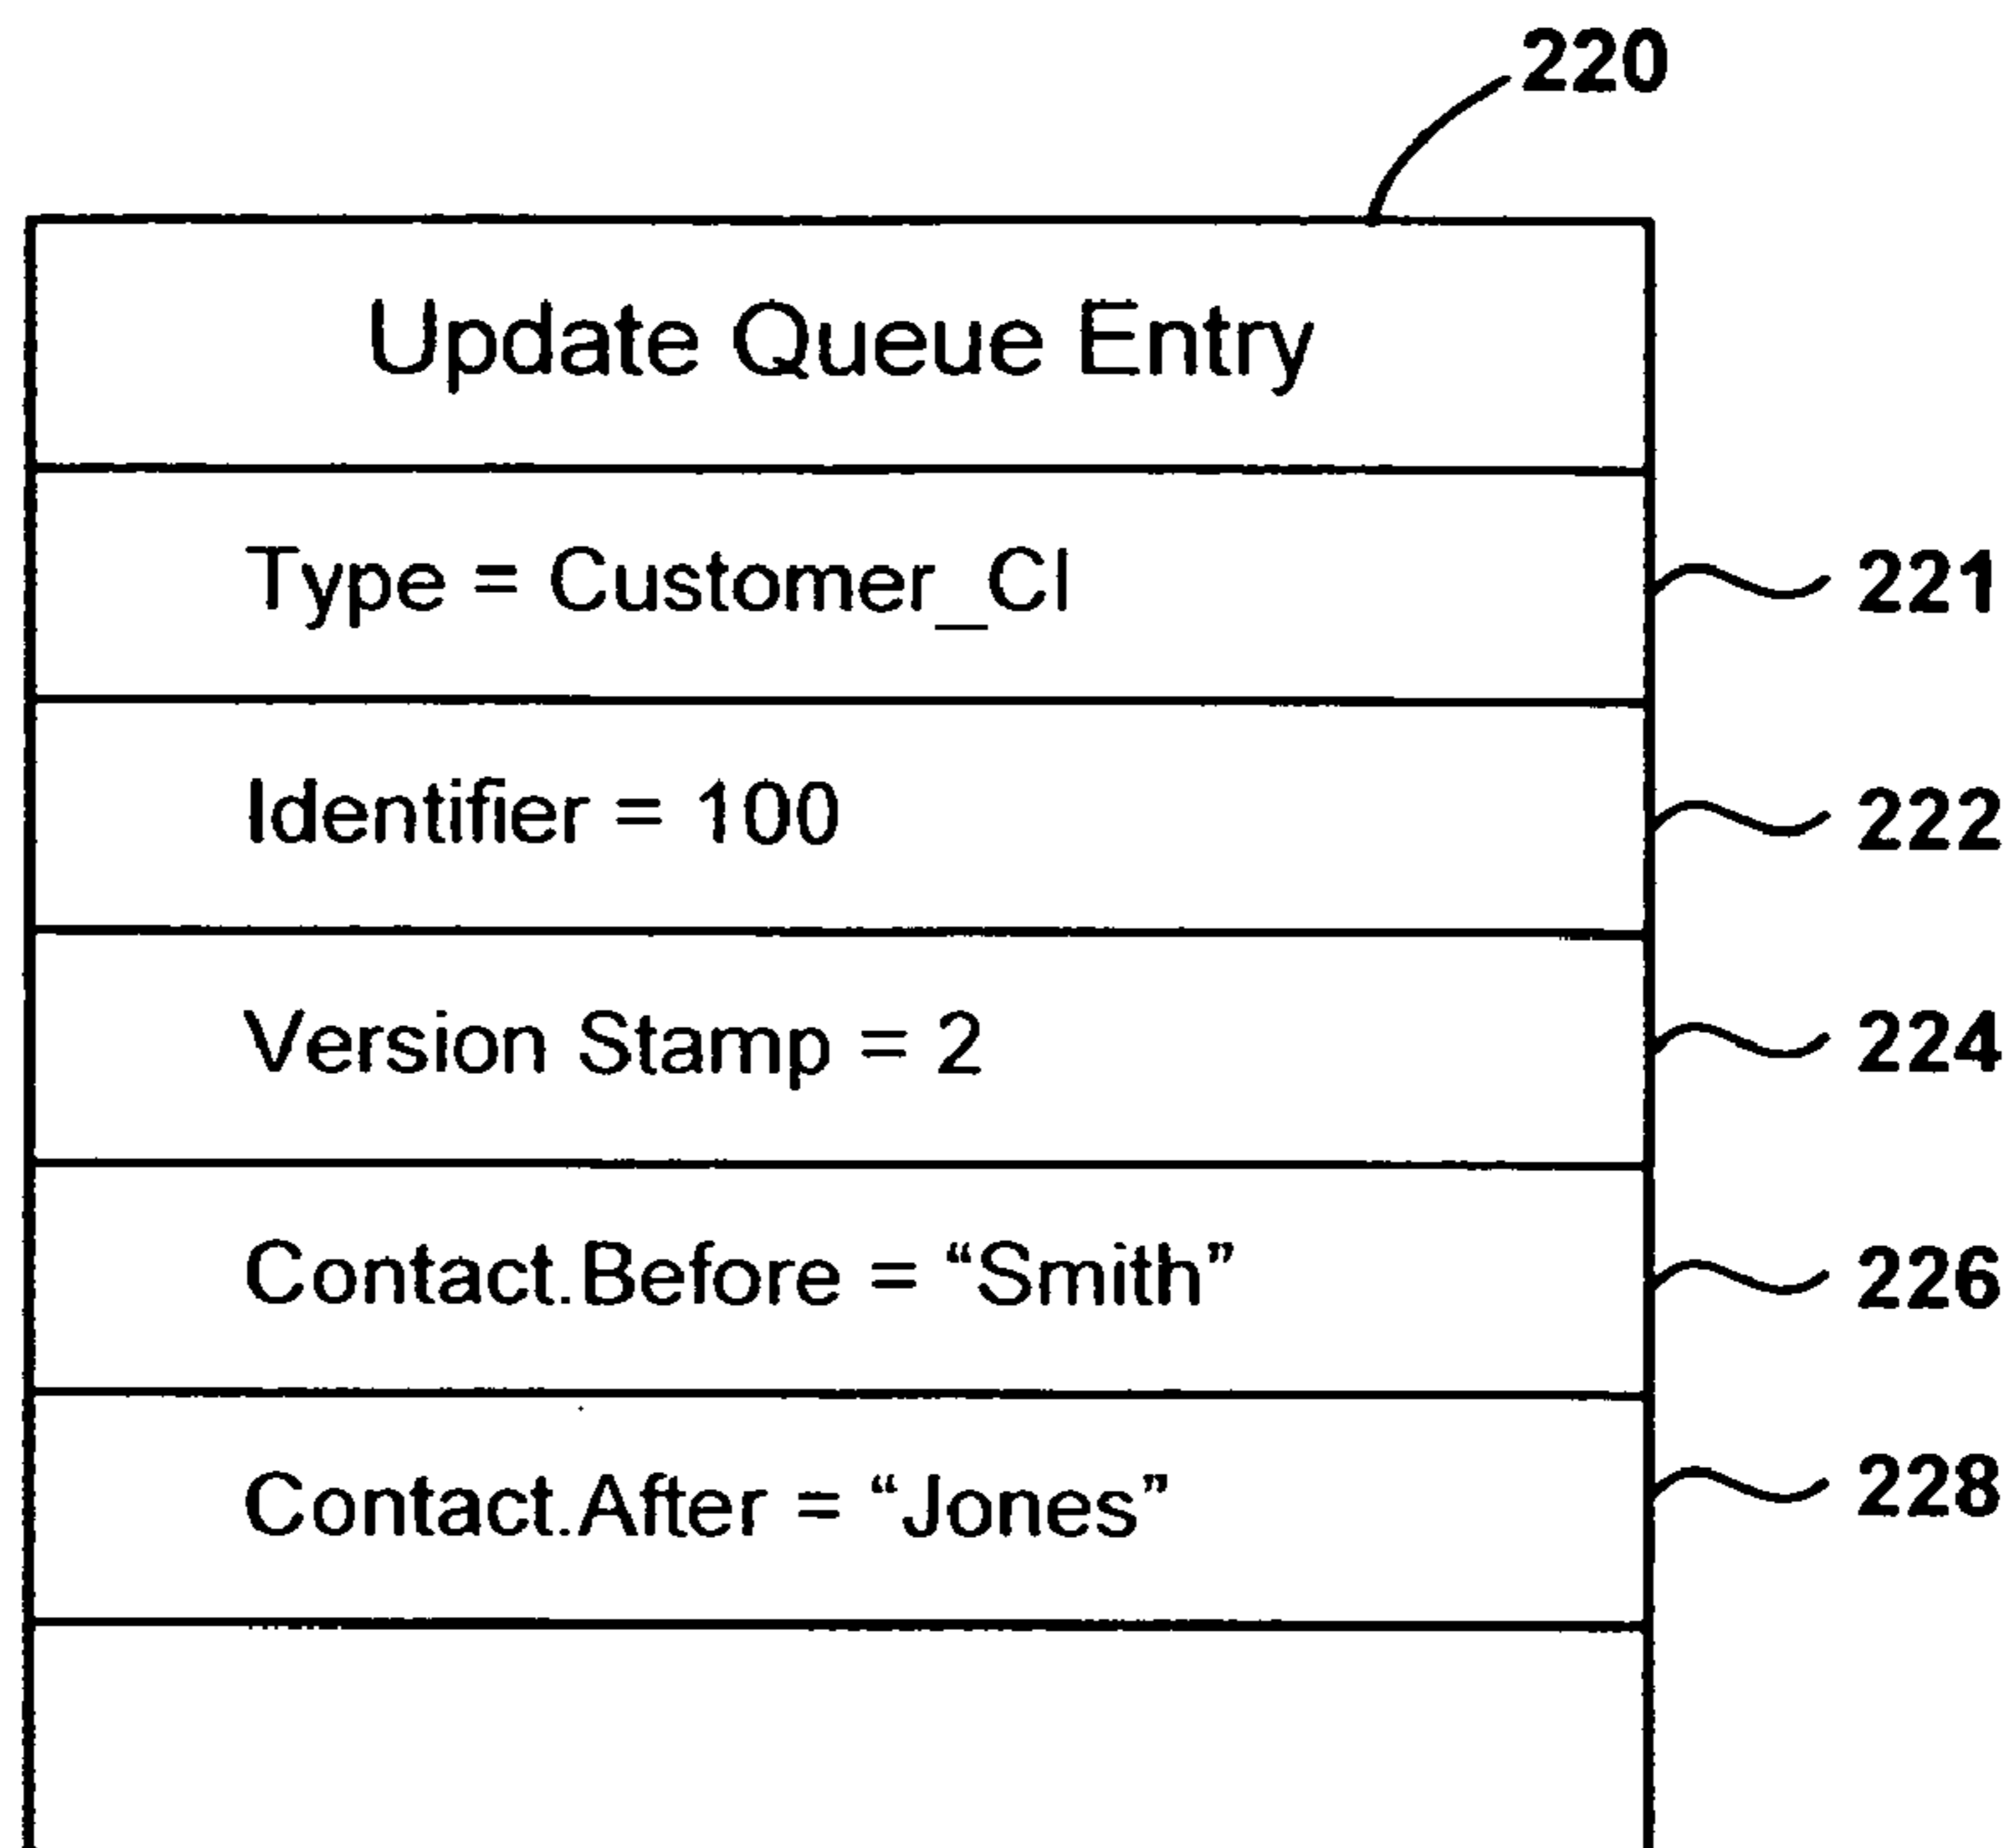 220
Update Queue Entry
Type = Customer_CI 221
Identifier = 100 222
Version Stamp = 2 224
Contact.Before = “Smith” 226
Contact.After = “Jones” 228